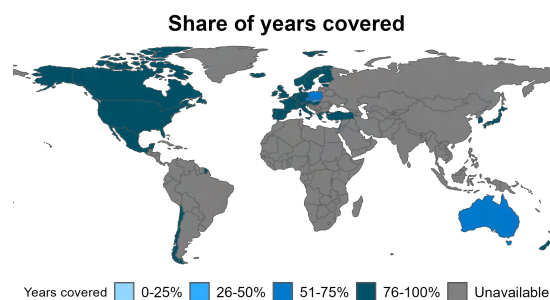 Share of years covered
Years covered 0-25% 26-50% 51-75% 76-100% Unavailable